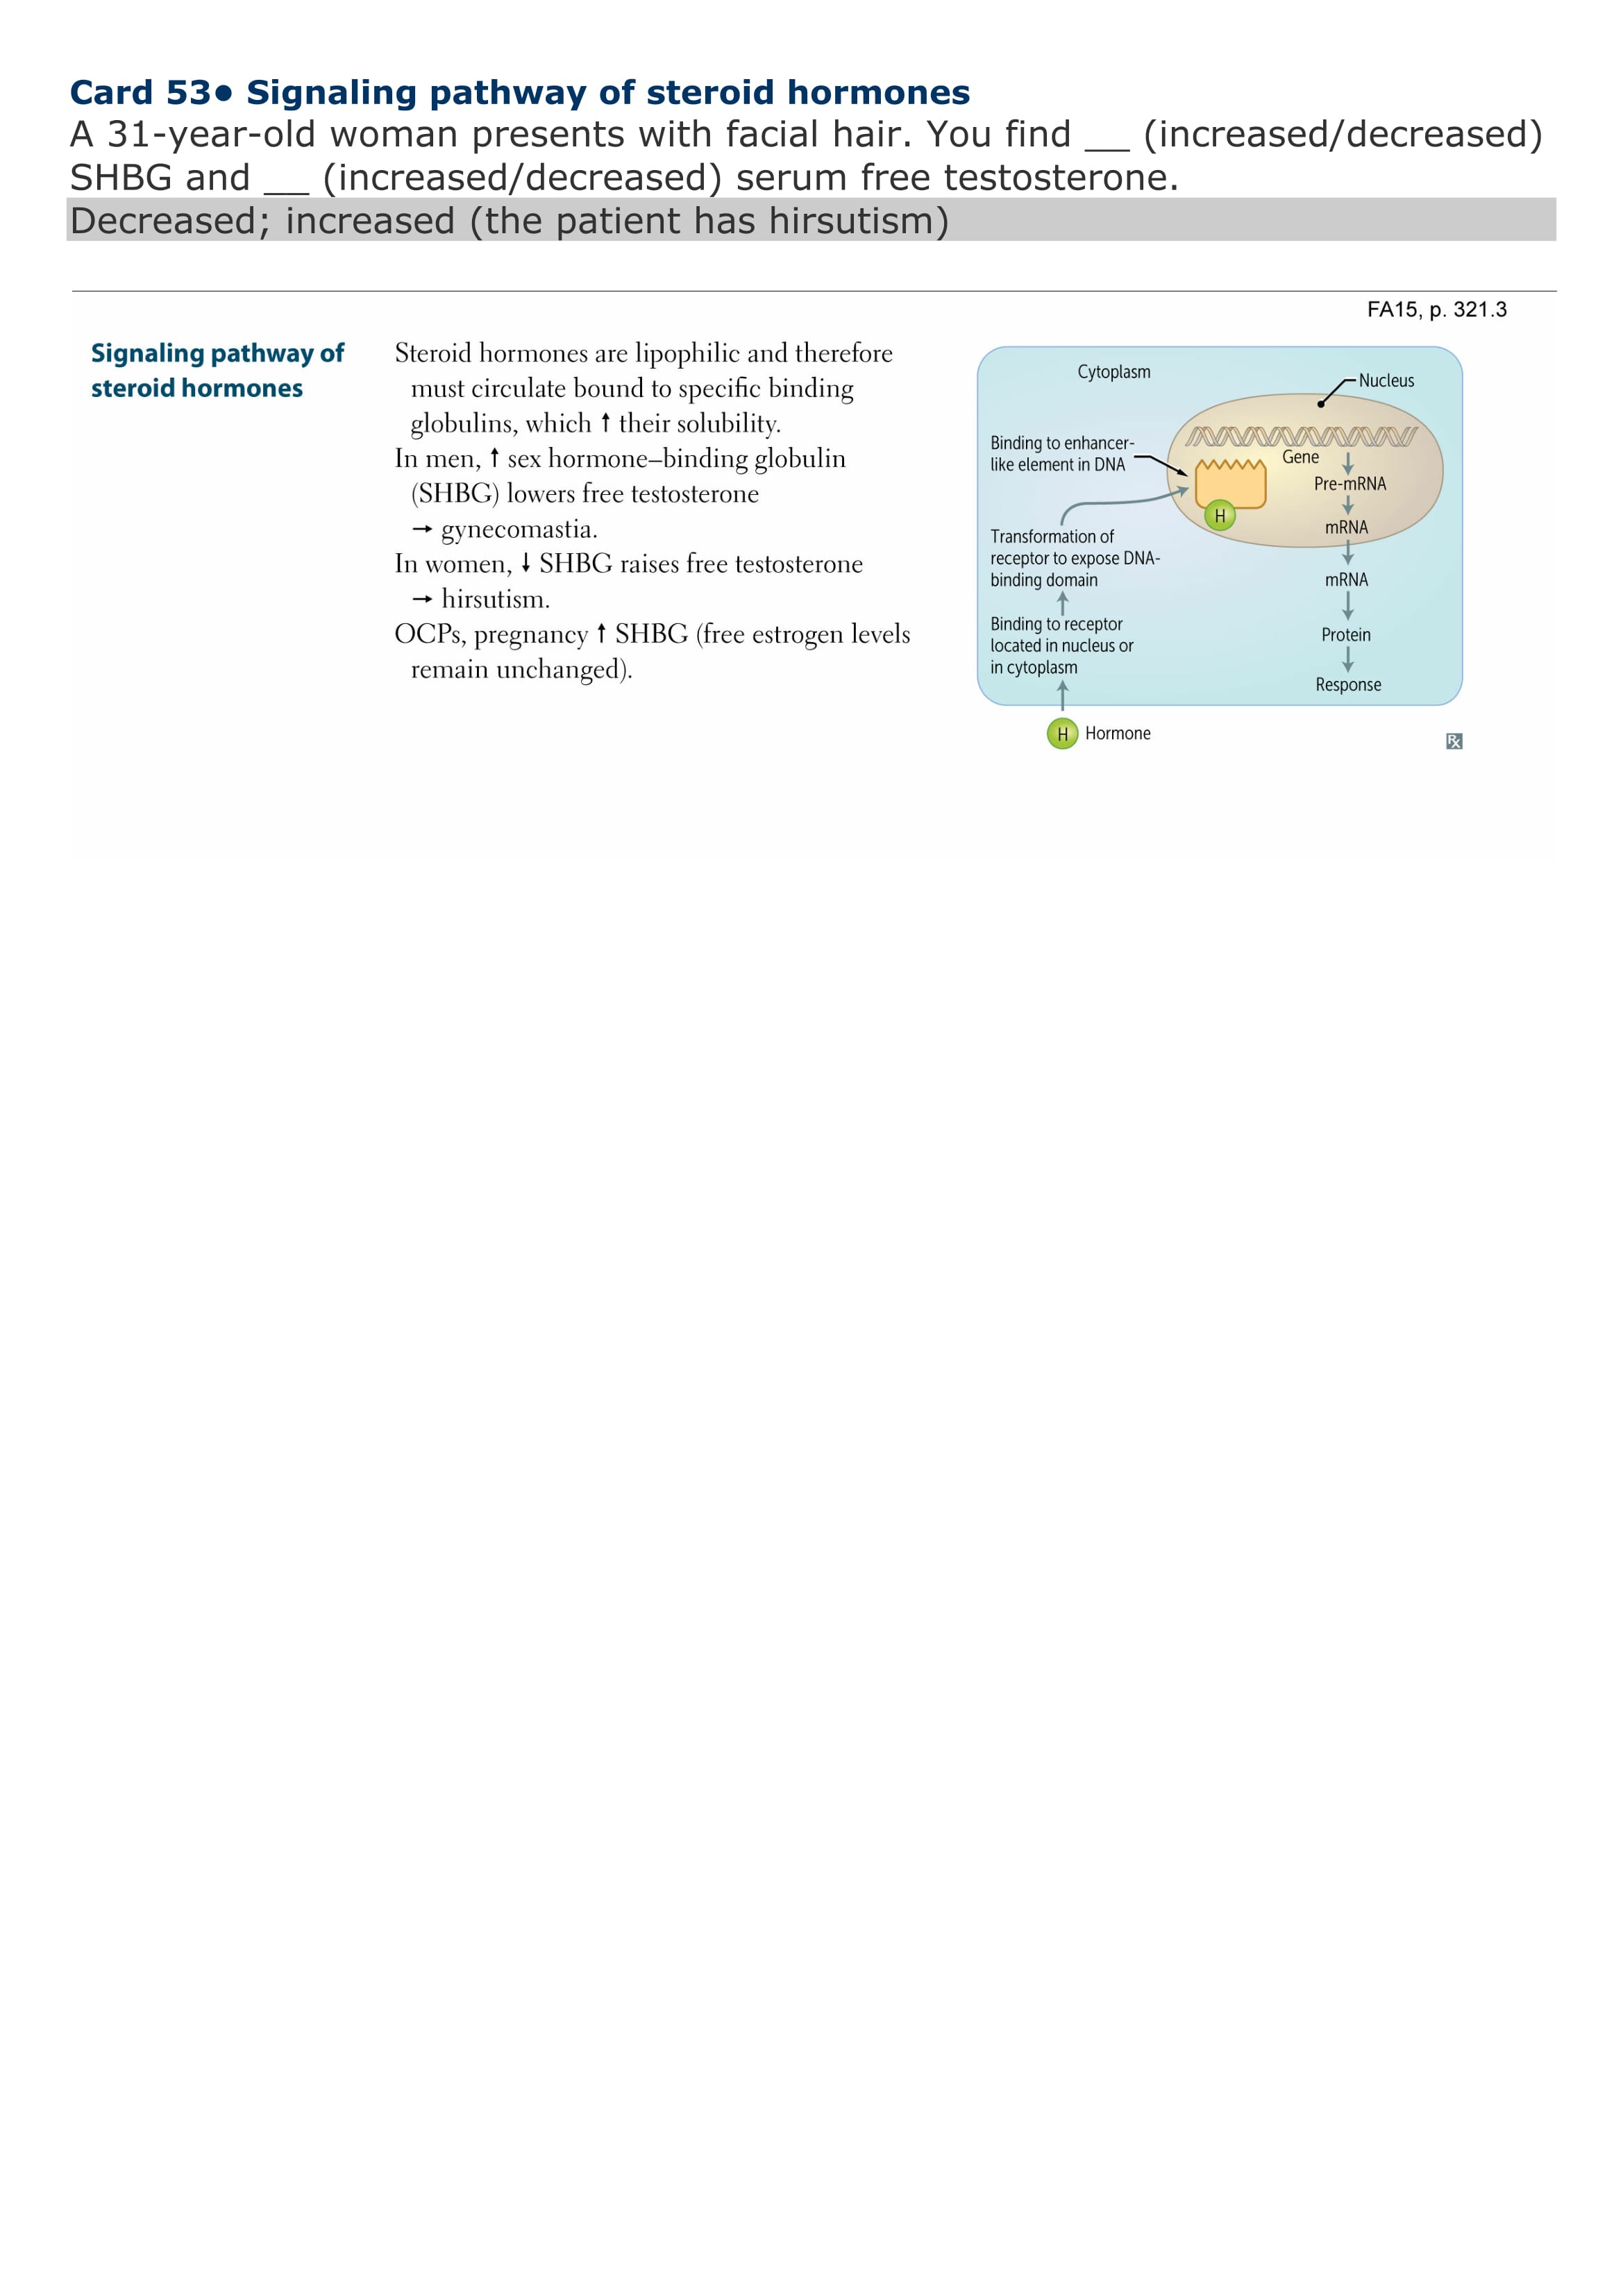 Card 53● Signaling pathway of steroid hormones
A 31-year-old woman presents with facial hair. You find __ (increased/decreased)
SHBG and __ (increased/decreased) serum free testosterone.
Decreased; increased (the patient has hirsutism)
FA15, p. 321.3
Signaling pathway of
steroid hormones
Steroid hormones are lipophilic and therefore
must circulate bound to specific binding
globulins, which ↑ their solubility.
In men, ↑ sex hormone–binding globulin
(SHBG) lowers free testosterone
→ gynecomastia.
In women, ↓ SHBG raises free testosterone
→ hirsutism.
OCPs, pregnancy ↑ SHBG (free estrogen levels
remain unchanged).
Cytoplasm
Nucleus
Binding to enhancer-
like element in DNA
Gene
Pre-mRNA
H
mRNA
Transformation of
receptor to expose DNA-
binding domain
mRNA
Binding to receptor
located in nucleus or
in cytoplasm
Protein
Response
H Hormone
Rx